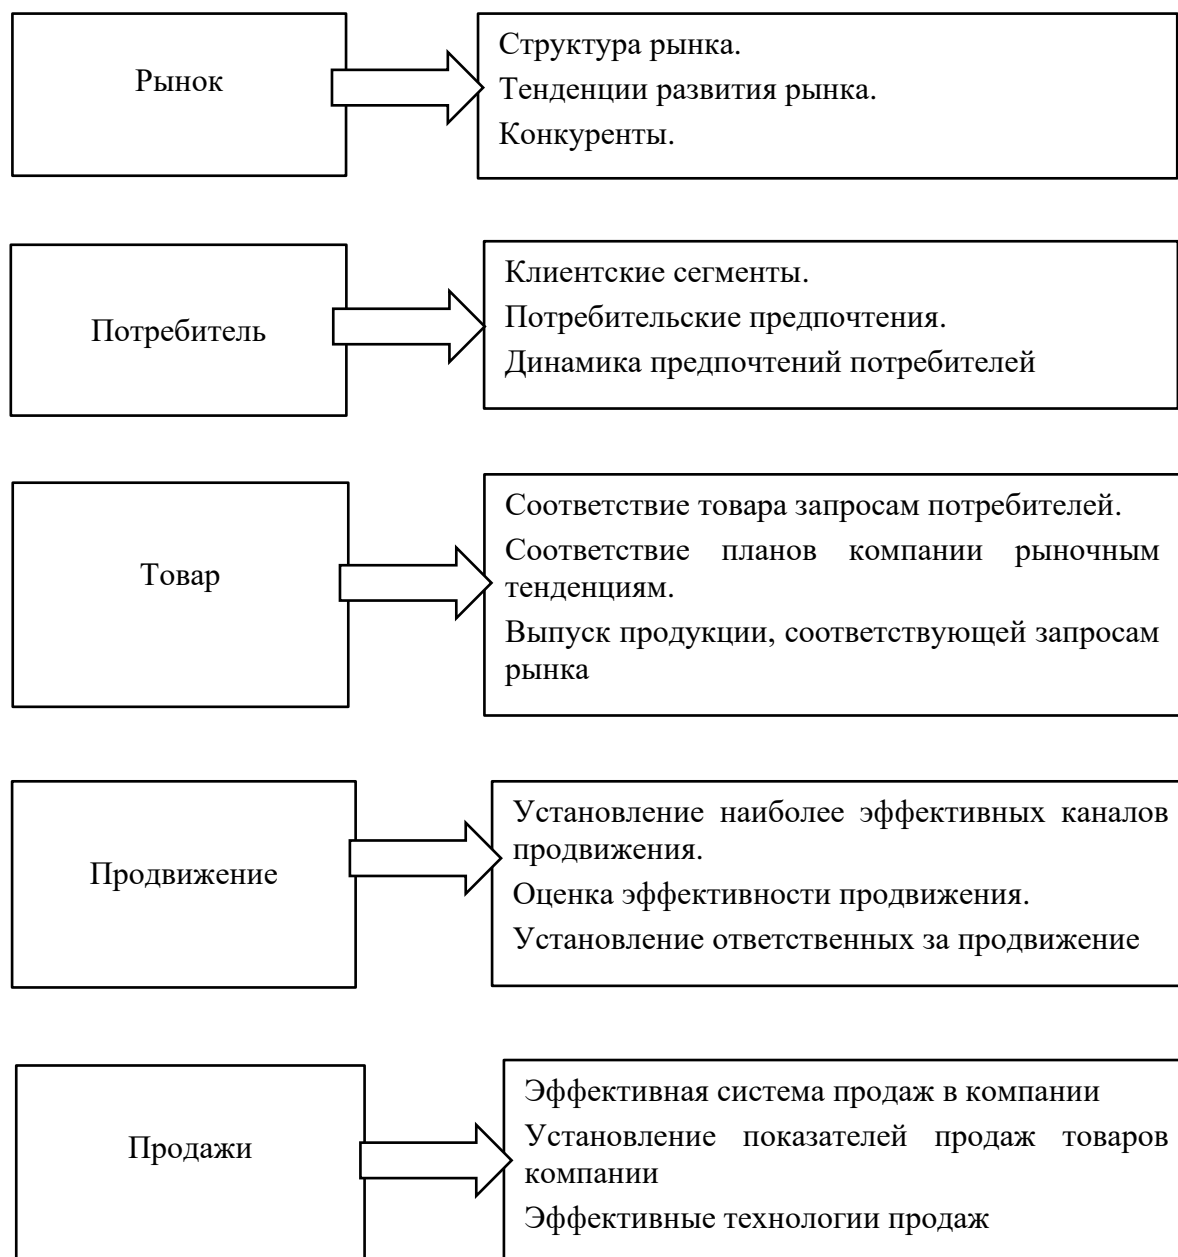 Рынок
Структура рынка.
Тенденции развития рынка.
Конкуренты.
Потребитель
Клиентские сегменты.
Потребительские предпочтения.
Динамика предпочтений потребителей
Товар
Соответствие товара запросам потребителей.
Соответствие планов компании рыночным
тенденциям.
Выпуск продукции, соответствующей запросам
рынка
Продвижение
Установление наиболее эффективных каналов
продвижения.
Оценка эффективности продвижения.
Установление ответственных за продвижение
Продажи
Эффективная система продаж в компании
Установление показателей продаж товаров
компании
Эффективные технологии продаж